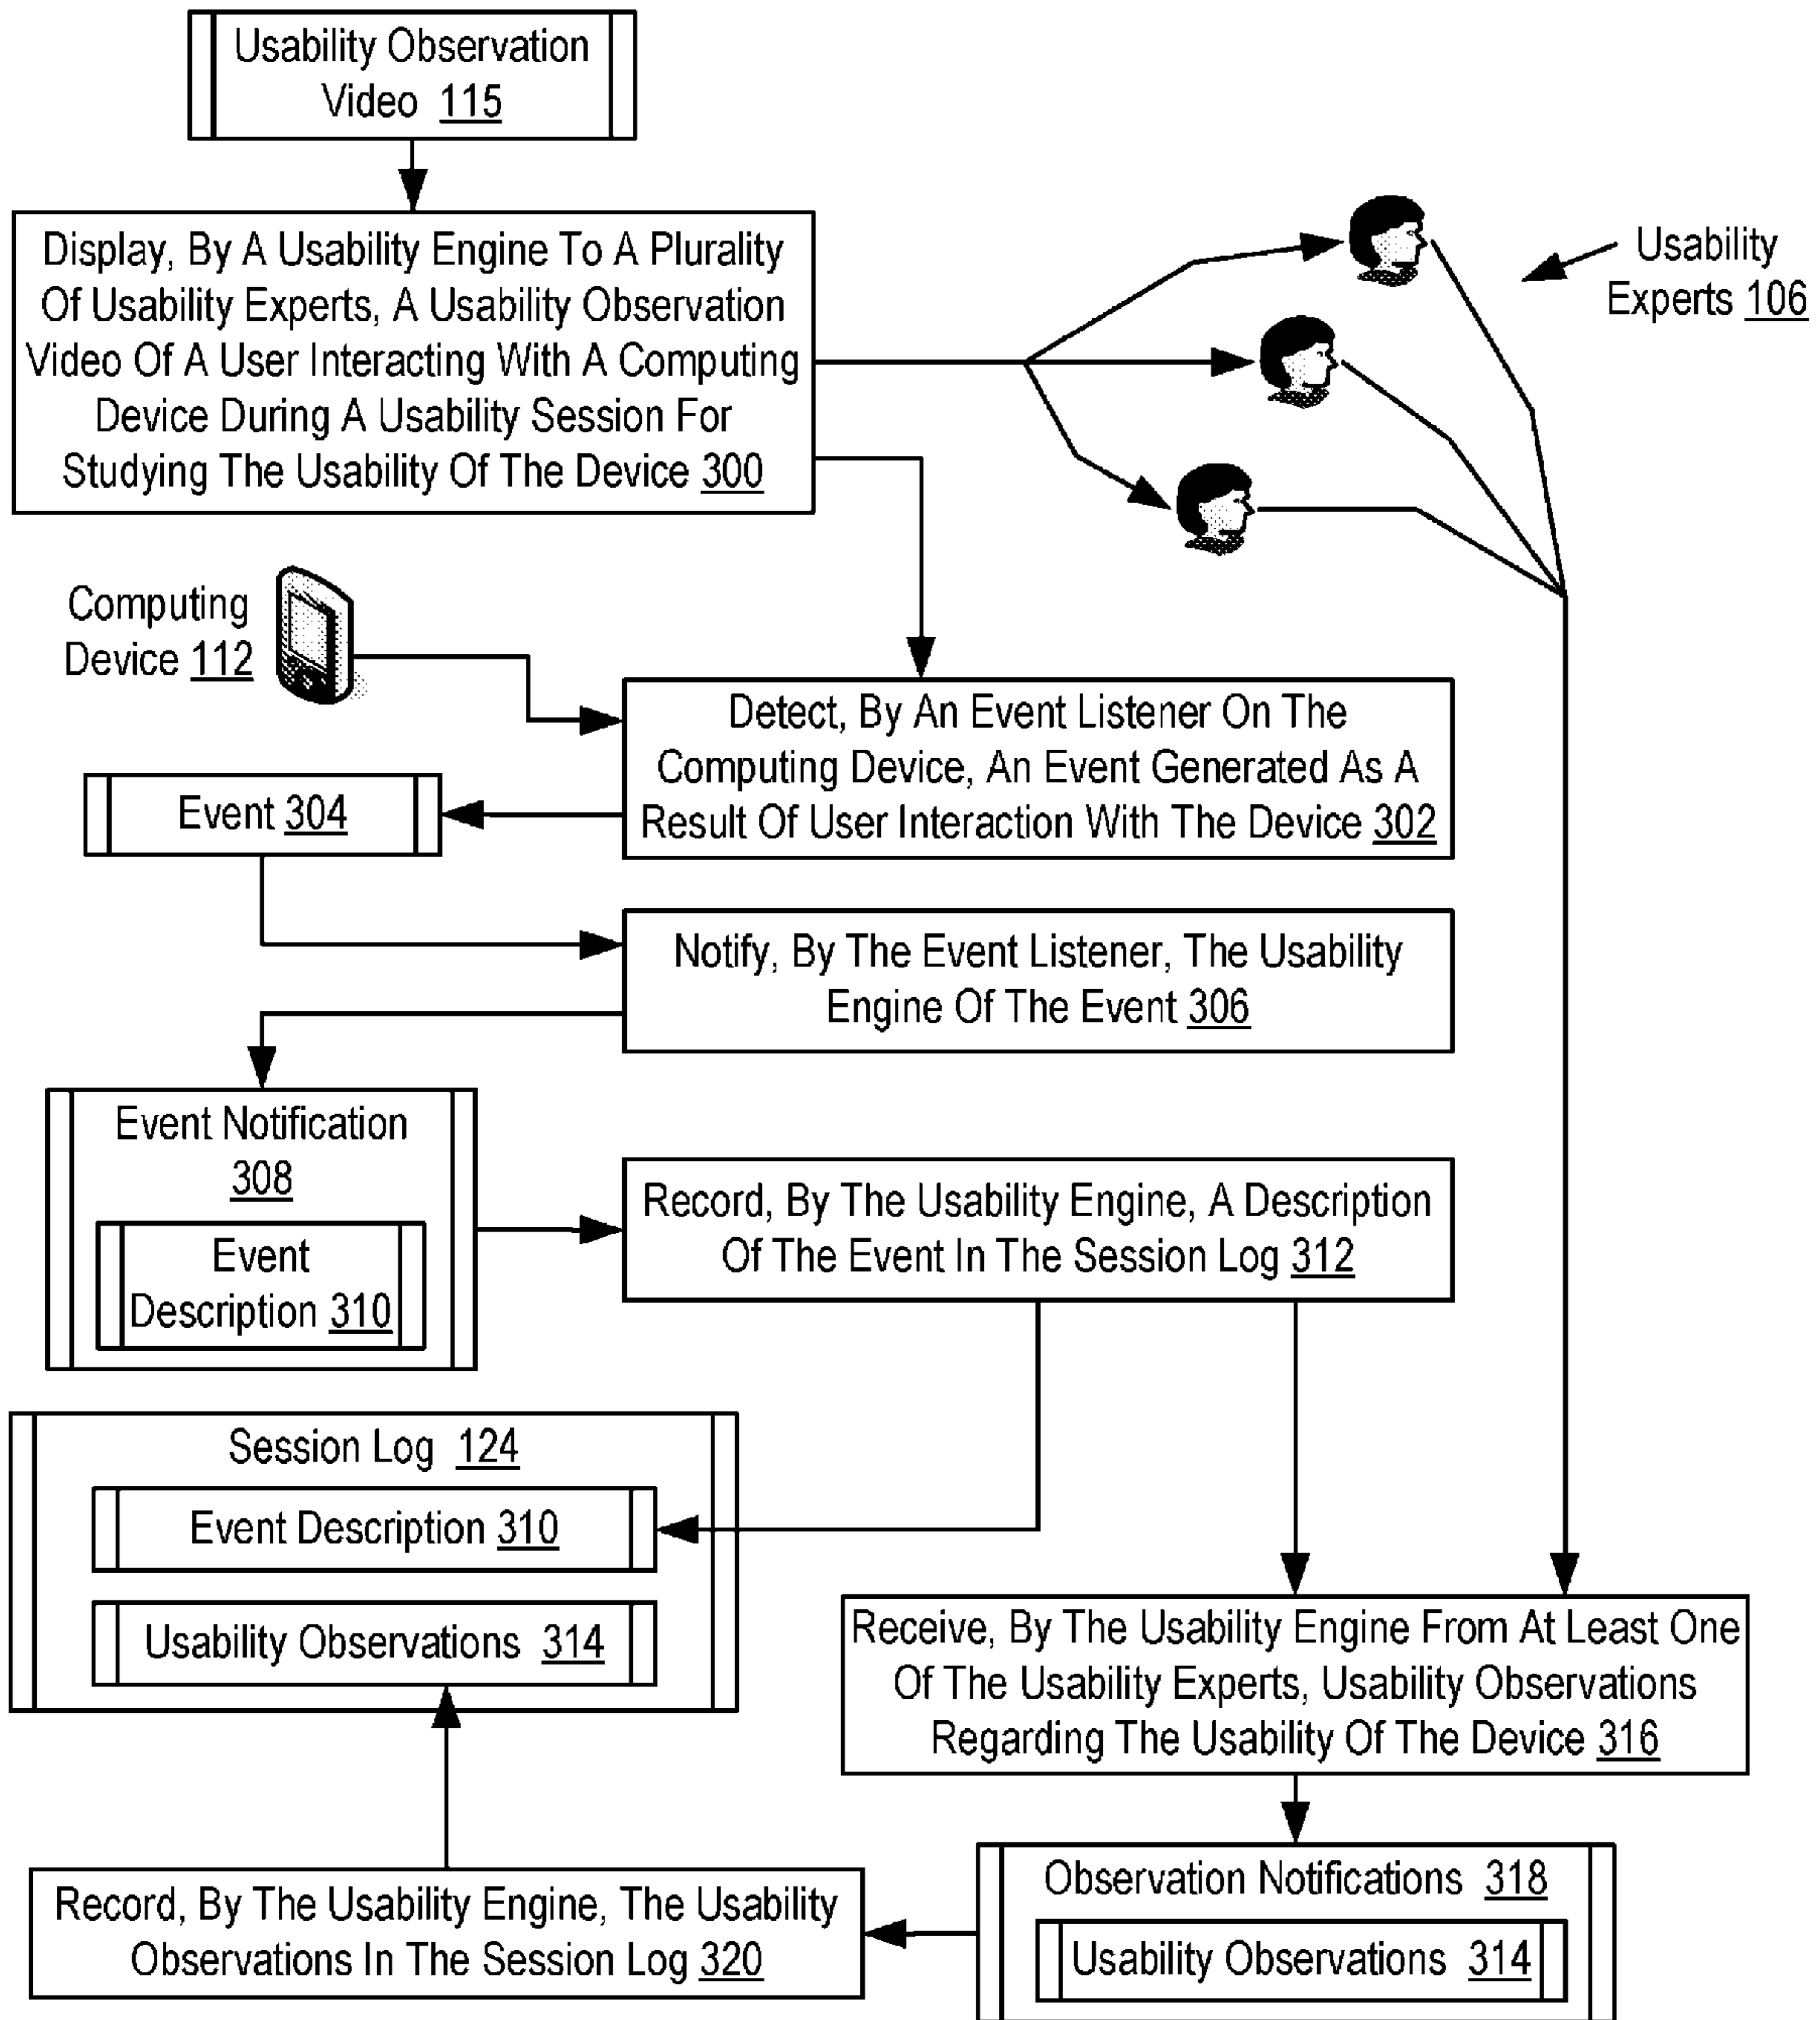 Usability Observation
Video 115
Display, By A Usability Engine To A Plurality
Of Usability Experts, A Usability Observation
Video Of A User Interacting With A Computing
Device During A Usability Session For
Studying The Usability Of The Device 300
Usability
Experts 106
Computing
Device 112
Detect, By An Event Listener On The
Computing Device, An Event Generated As A
Result Of User Interaction With The Device 302
Event 304
Notify, By The Event Listener, The Usability
Engine Of The Event 306
Event Notification
308
Event
Description 310
Record, By The Usability Engine, A Description
Of The Event In The Session Log 312
Session Log 124
Event Description 310
Usability Observations 314
Receive, By The Usability Engine From At Least One
Of The Usability Experts, Usability Observations
Regarding The Usability Of The Device 316
Observation Notifications 318
Usability Observations 314
Record, By The Usability Engine, The Usability
Observations In The Session Log 320